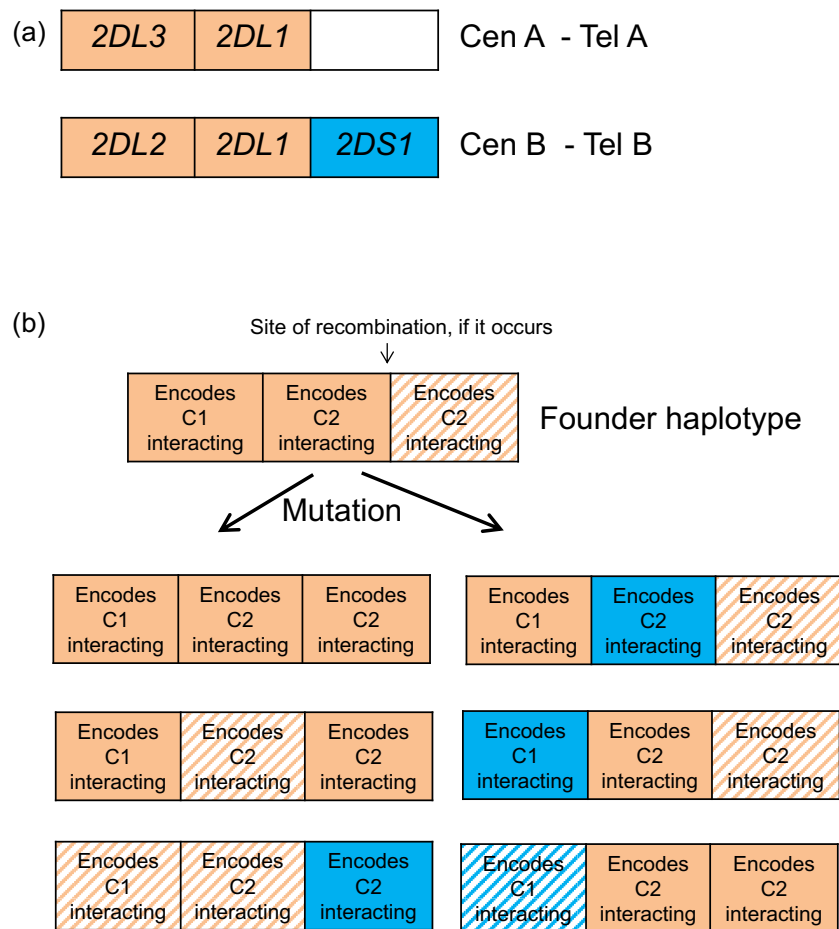 (a)
2DL3 2DL1 Cen A - Tel A
2DL2 2DL1 2DS1 Cen B - Tel B
(b)
Site of recombination, if it occurs
Encodes Encodes Encodes
C1 C2 C2
interacting interacting interacting
Founder haplotype
Mutation
Encodes Encodes Encodes
C1 C2 C2
interacting interacting interacting
Encodes Encodes Encodes
C1 C2 C2
interacting interacting interacting
Encodes Encodes Encodes
C1 C2 C2
interacting interacting interacting
Encodes Encodes Encodes
C1 C2 C2
interacting interacting interacting
Encodes Encodes Encodes
C1 C2 C2
interacting interacting interacting
Encodes Encodes Encodes
C1 C2 C2
interacting interacting interacting